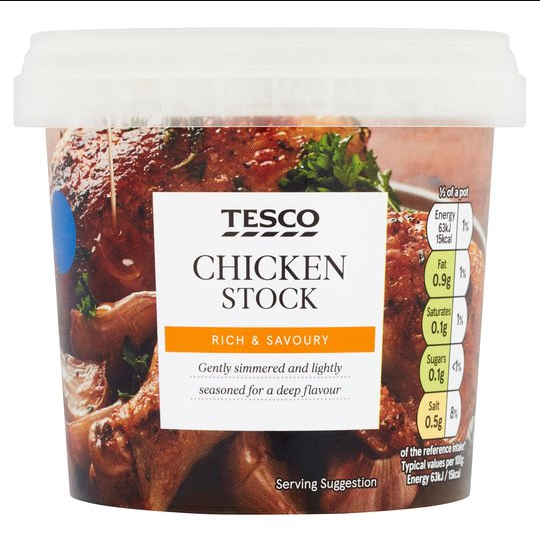 TESCO
CHICKEN
STOCK
RICH & SAVOURY
Gently simmered and lightly
seasoned for a deep flavour
Serving Suggestion
⅕ of a pot
Energy
63kJ
15kcal
1%
Fat
0.9g
1%
Saturates
0.1g
1%
Sugars
0.1g
<1%
Salt
0.5g
8%
of the reference intake*
Typical values per 100g:
Energy 63kJ / 15kcal